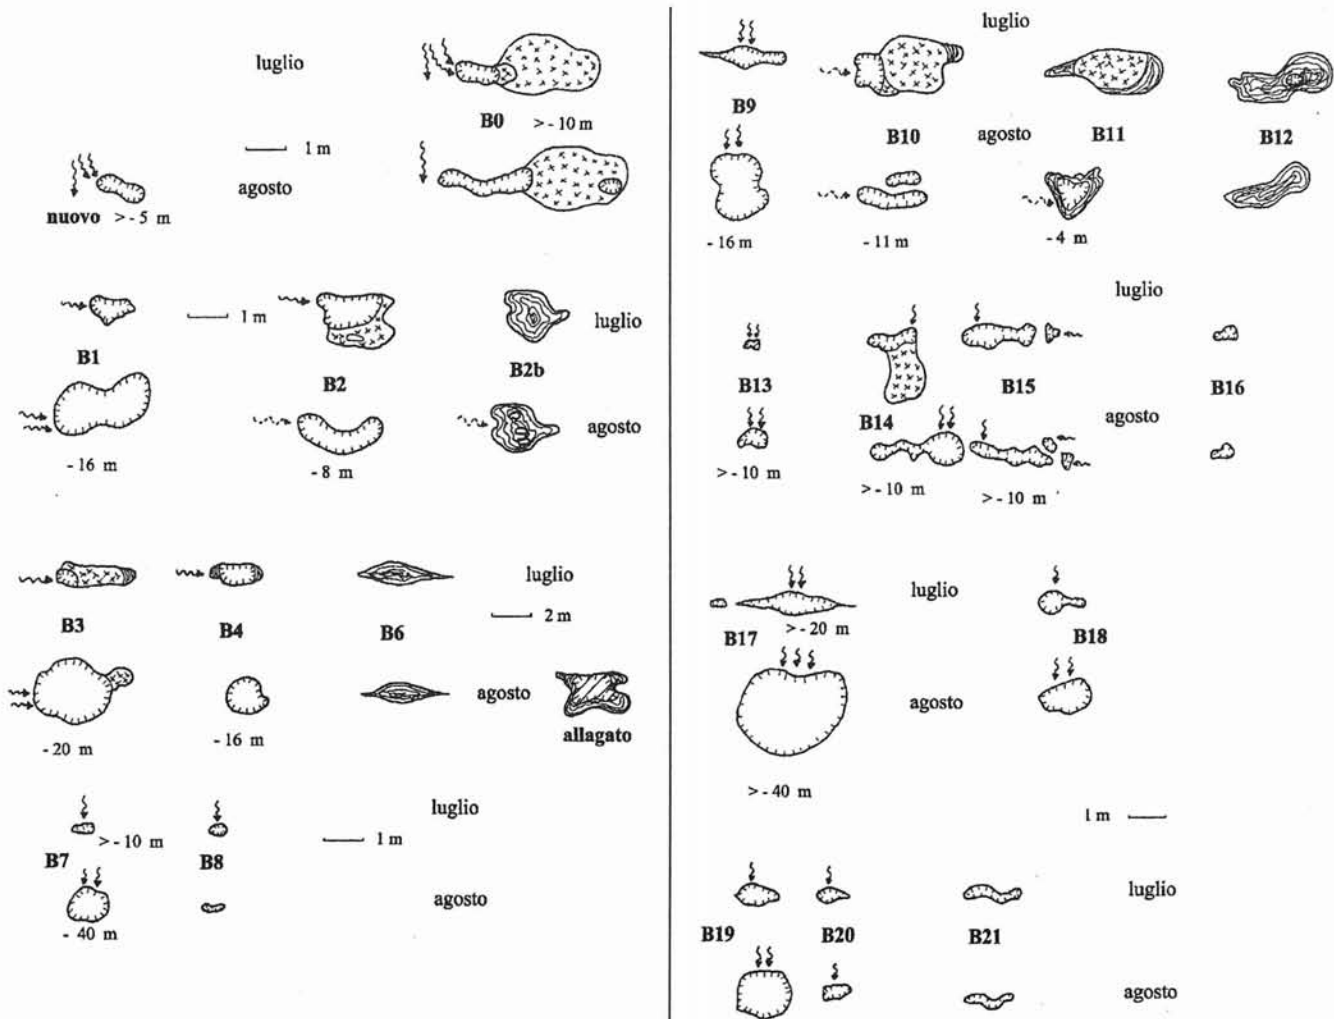 luglio
B0 > - 10 m
1 m
agosto
nuovo > - 5 m
1 m
luglio
B1
B2
B2b
agosto
- 16 m
- 8 m
luglio
2 m
B3
B4
B6
agosto
allagato
- 20 m
- 16 m
luglio
> - 10 m
1 m
B7
B8
agosto
- 40 m
luglio
B9
B10
agosto
B11
B12
- 16 m
- 11 m
- 4 m
luglio
B13
B14
B15
B16
agosto
> - 10 m
> - 10 m
> - 10 m
luglio
B17
> - 20 m
B18
agosto
> - 40 m
1 m
luglio
B19
B20
B21
agosto